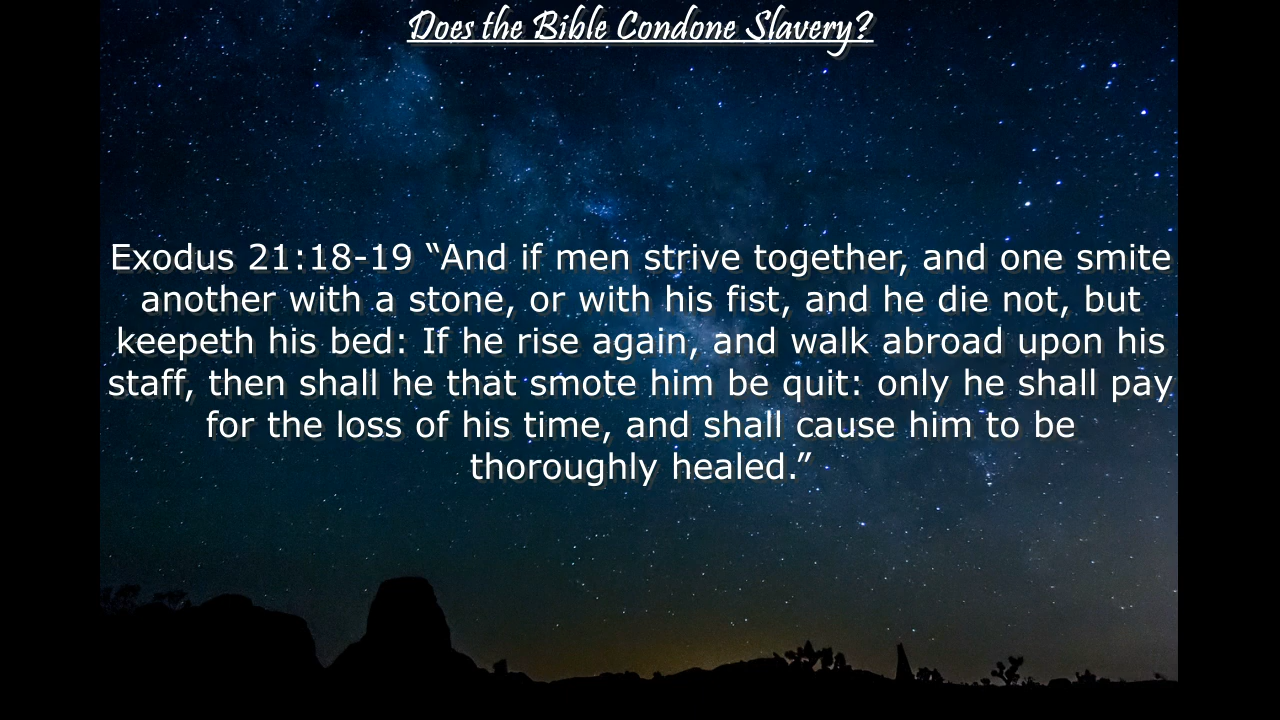 Does the Bible Condone Slavery?
Exodus 21:18-19 “And if men strive together, and one smite
another with a stone, or with his fist, and he die not, but
keepeth his bed: If he rise again, and walk abroad upon his
staff, then shall he that smote him be quit: only he shall pay
for the loss of his time, and shall cause him to be
thoroughly healed.”